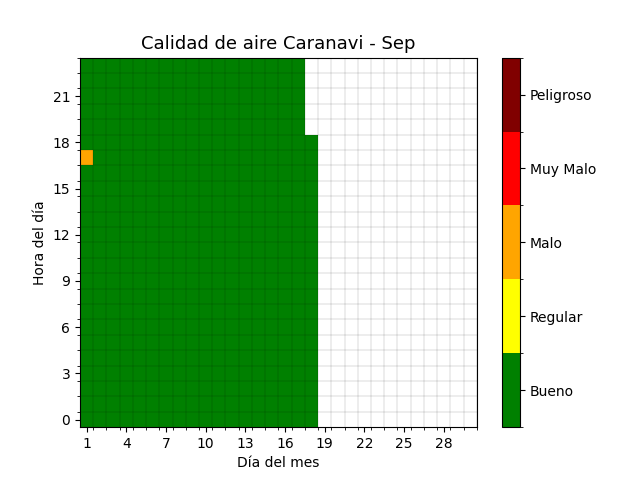 Calidad de aire Caranavi - Sep
Hora del día
21
18
15
12
9
6
3
0
1 4 7 10 13 16 19 22 25 28
Día del mes
Peligroso
Muy Malo
Malo
Regular
Bueno